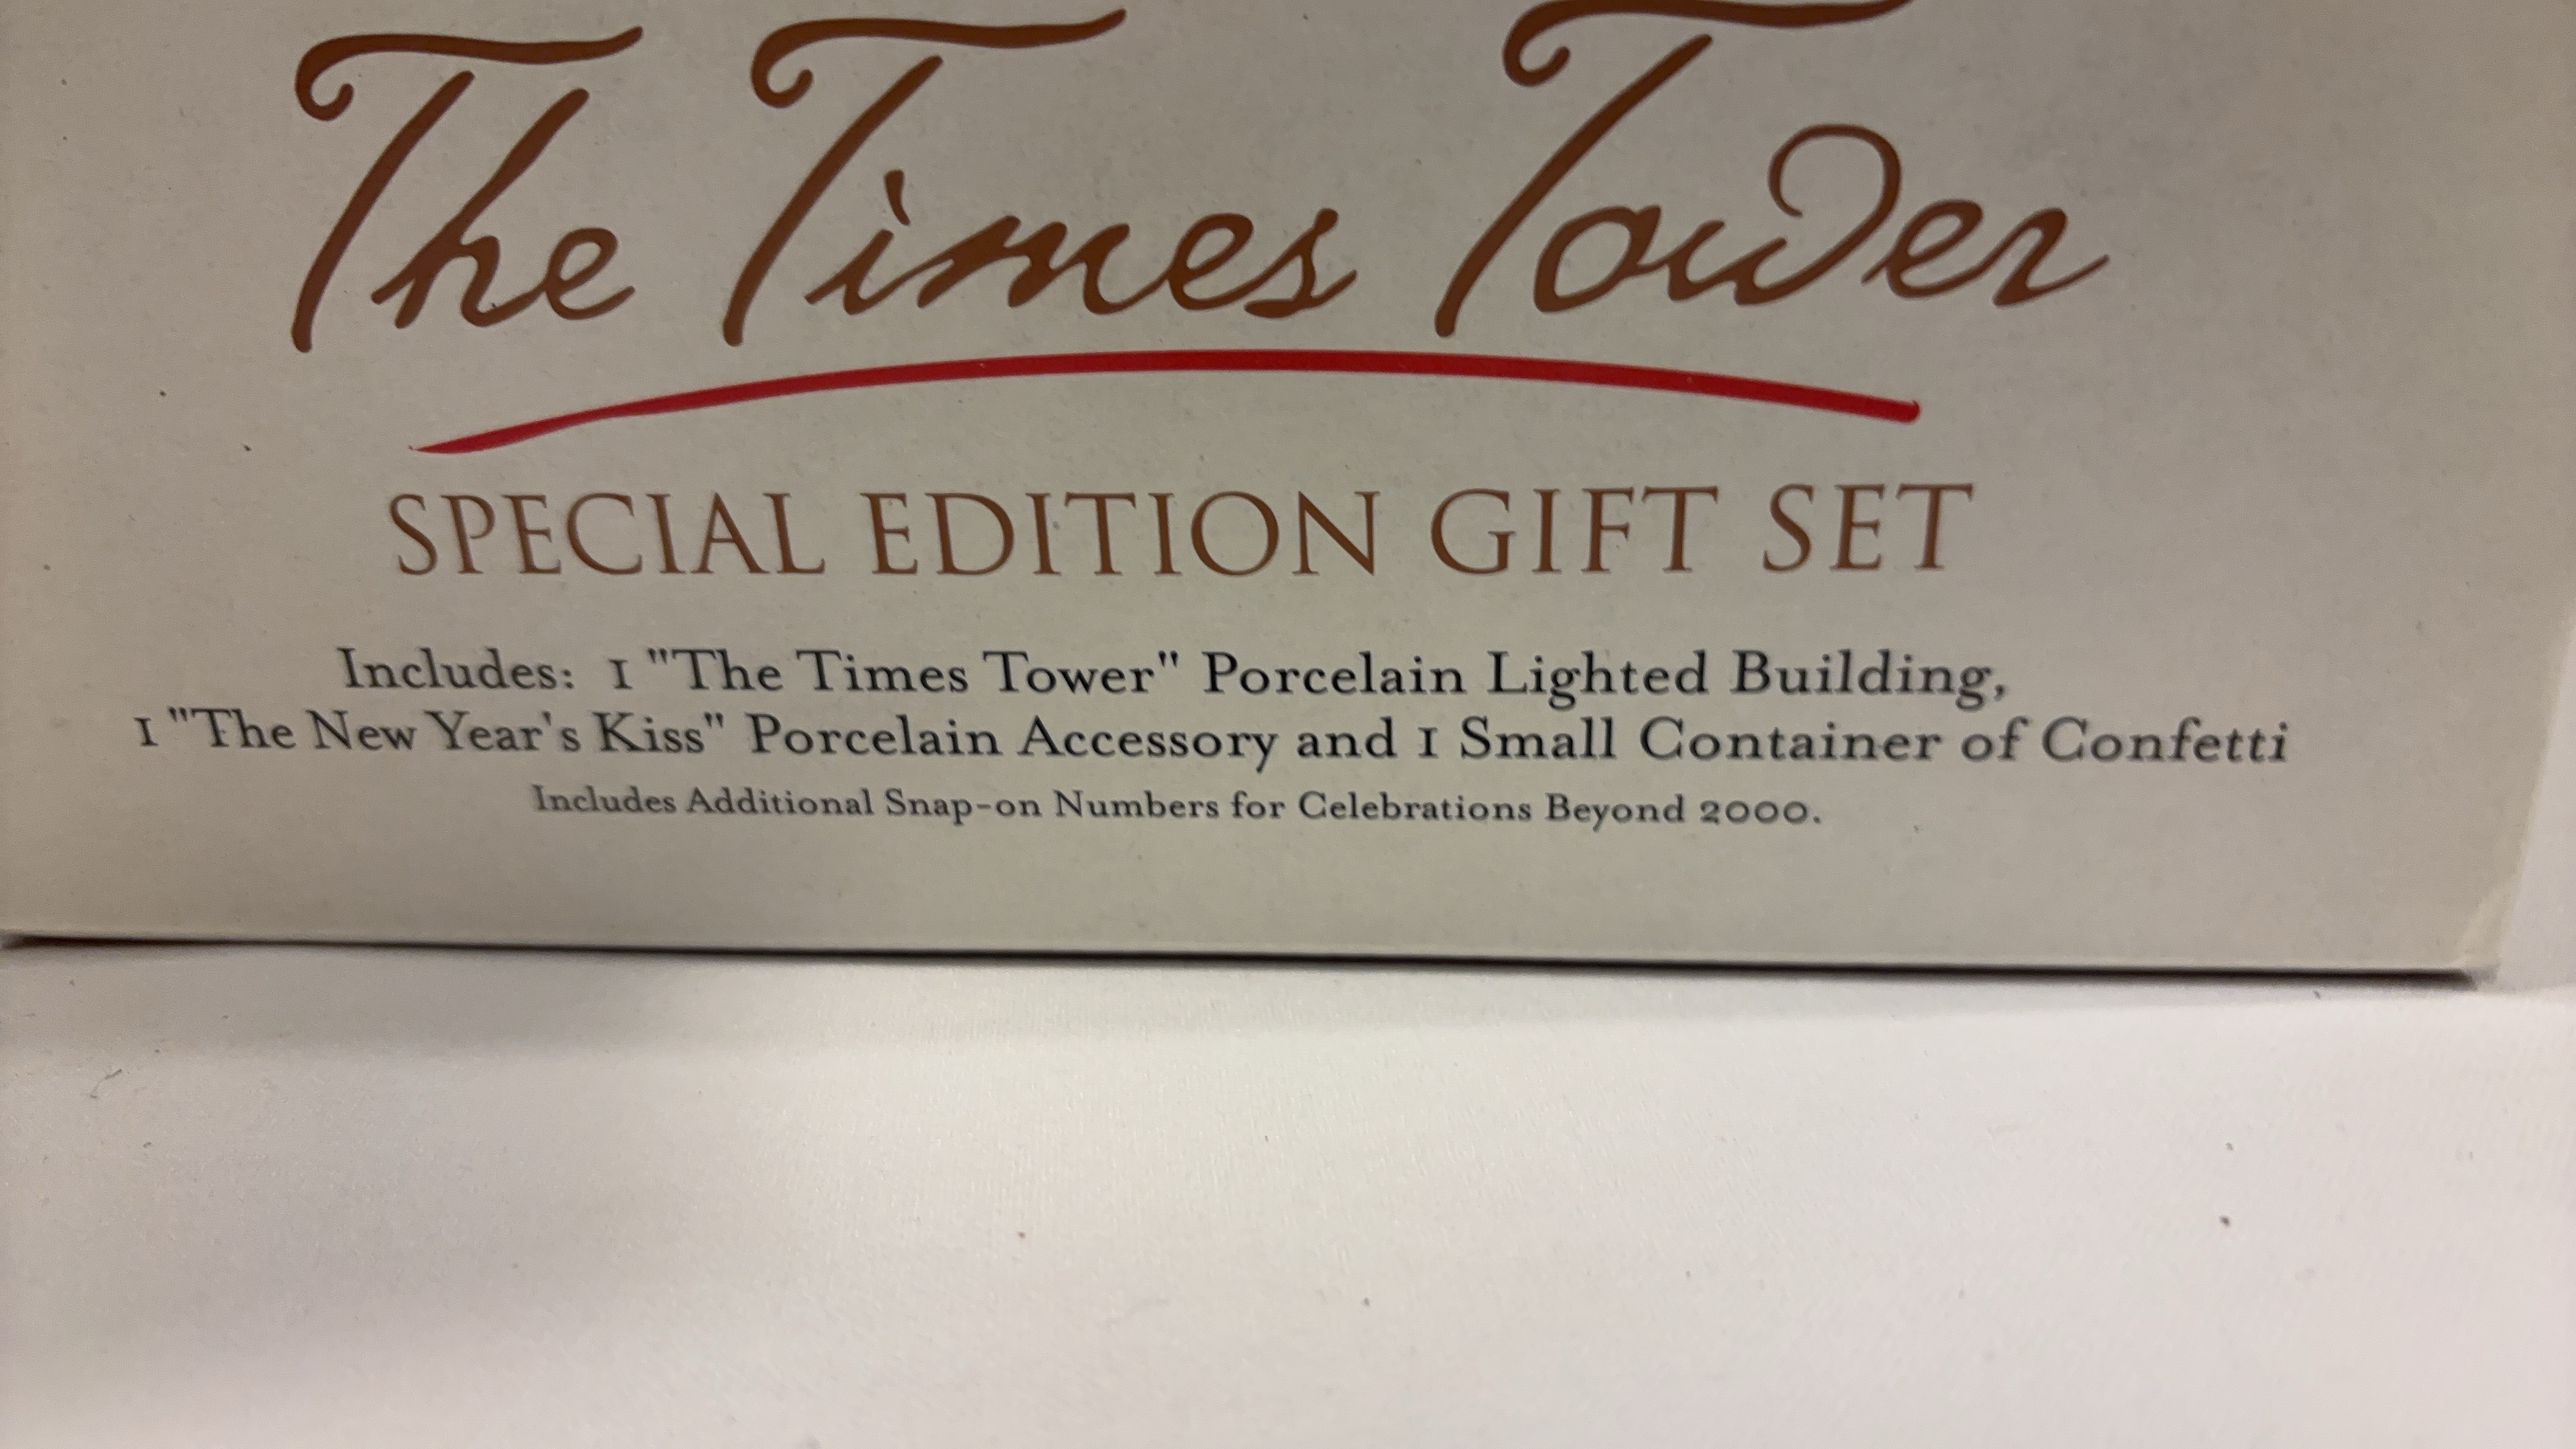 The Times Tower
SPECIAL EDITION GIFT SET
Includes: 1 "The Times Tower" Porcelain Lighted Building,
1 "The New Year's Kiss" Porcelain Accessory and 1 Small Container of Confetti
Includes Additional Snap-on Numbers for Celebrations Beyond 2000.